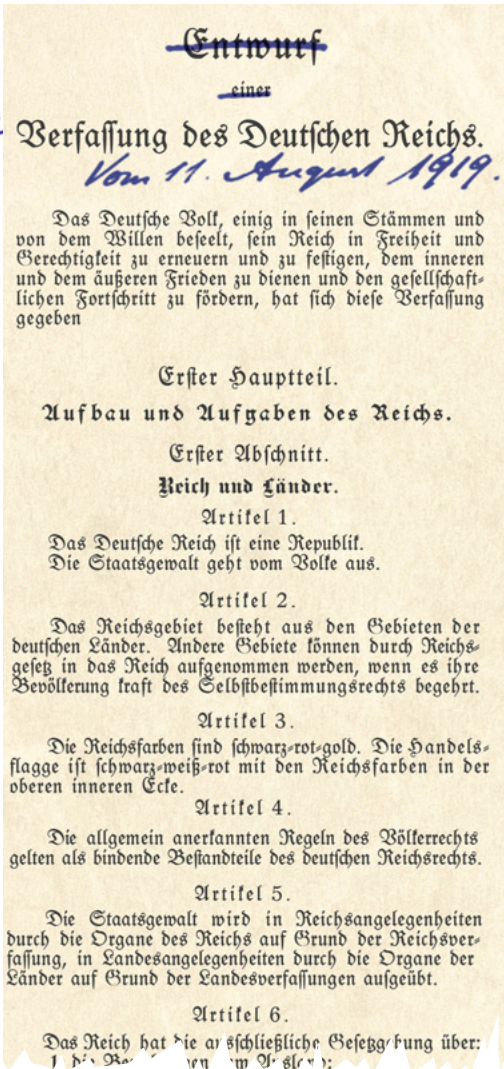 Entwurf
einer
Verfassung des Deutschen Reichs.
Vom 11. August 1919.
Das Deutsche Volk, einig in seinen Stämmen und
von dem Willen beseelt, sein Reich in Freiheit und
Gerechtigkeit zu erneuern und zu festigen, dem inneren
und dem äußeren Frieden zu dienen und den gesellschaft-
lichen Fortschritt zu fördern, hat sich diese Verfassung
gegeben
Erster Hauptteil.
Aufbau und Aufgaben des Reichs.
Erster Abschnitt.
Reich und Länder.
Artikel 1.
Das Deutsche Reich ist eine Republik.
Die Staatsgewalt geht vom Volke aus.
Artikel 2.
Das Reichsgebiet besteht aus den Gebieten der
deutschen Länder. Andere Gebiete können durch Reichs-
gesetz in das Reich aufgenommen werden, wenn es ihre
Bevölkerung kraft des Selbstbestimmungsrechts begehrt.
Artikel 3.
Die Reichsfarben sind schwarz-rot-gold. Die Handels-
flagge ist schwarz-weiß-rot mit den Reichsfarben in der
oberen inneren Ecke.
Artikel 4.
Die allgemein anerkannten Regeln des Völkerrechts
gelten als bindende Bestandteile des deutschen Reichsrechts.
Artikel 5.
Die Staatsgewalt wird in Reichsangelegenheiten
durch die Organe des Reichs auf Grund der Reichsver-
fassung, in Landesangelegenheiten durch die Organe der
Länder auf Grund der Landesverfassungen ausgeübt.
Artikel 6.
Das Reich hat die ausschließliche Gesetzgebung über:
1. die